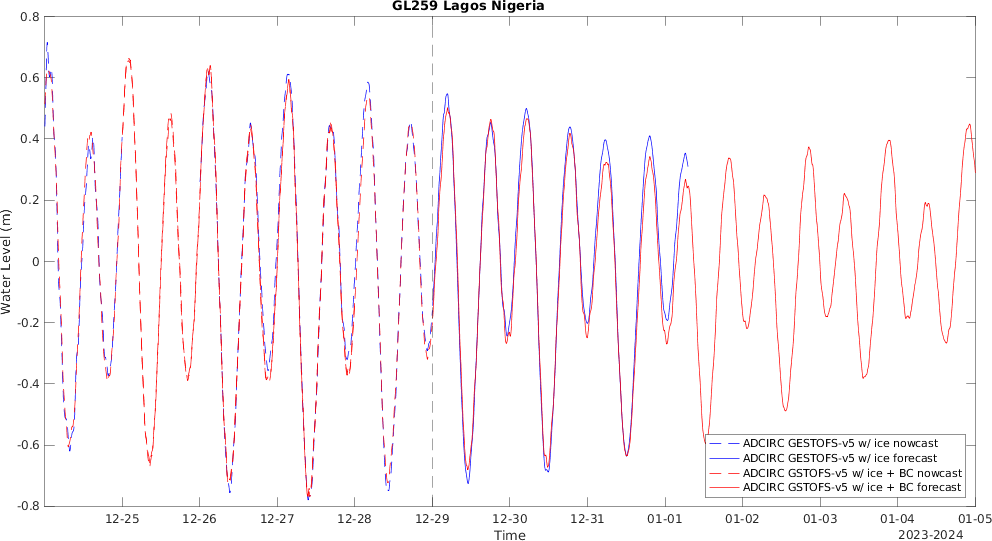 GL259 Lagos Nigeria
0.8
0.6
0.4
0.2
0
-0.2
-0.4
-0.6
-0.8
Water Level (m)
12-25 12-26 12-27 12-28 12-29 12-30 12-31 01-01 01-02 01-03 01-04 01-05
Time
2023-2024
ADCIRC GESTOFS-v5 w/ ice nowcast
ADCIRC GESTOFS-v5 w/ ice forecast
ADCIRC GSTOFS-v5 w/ ice + BC nowcast
ADCIRC GSTOFS-v5 w/ ice + BC forecast